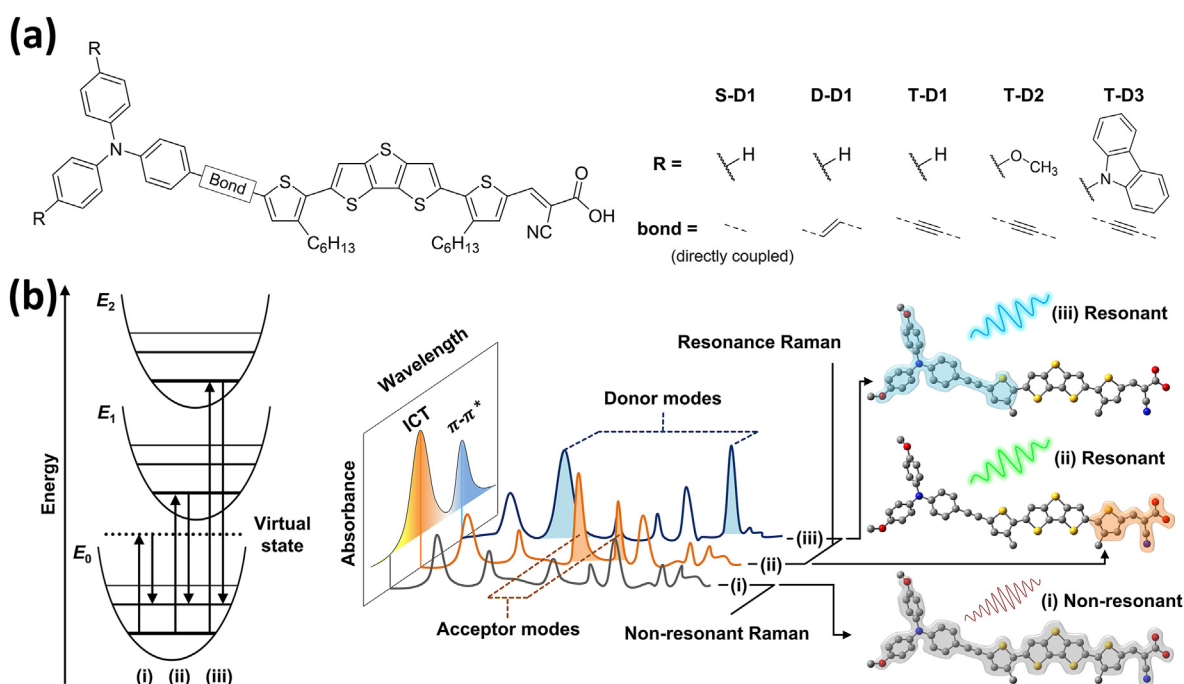 (a)
R
N
R
Bond
S
C6H13
S
S
S
S
C6H13
CN
O
OH
S-D1 D-D1 T-D1 T-D2 T-D3
R = H H H O CH3 N
bond =
(directly coupled)
(b)
Energy
E2
E1
E0
Virtual
state
(i) (ii) (iii)
Wavelength
Absorbance
ICT
π-π*
Donor modes
Acceptor modes
Resonance Raman
Non-resonant Raman
(iii)
(ii)
(i)
(iii) Resonant
(ii) Resonant
(i) Non-resonant